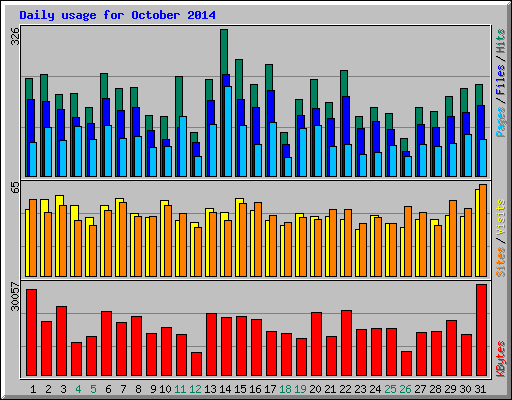 Daily usage for October 2014
326
Pages / Files / Hits
65
Sites / Visits
30057
KBytes
1 2 3 4 5 6 7 8 9 10 11 12 13 14 15 16 17 18 19 20 21 22 23 24 25 26 27 28 29 30 31